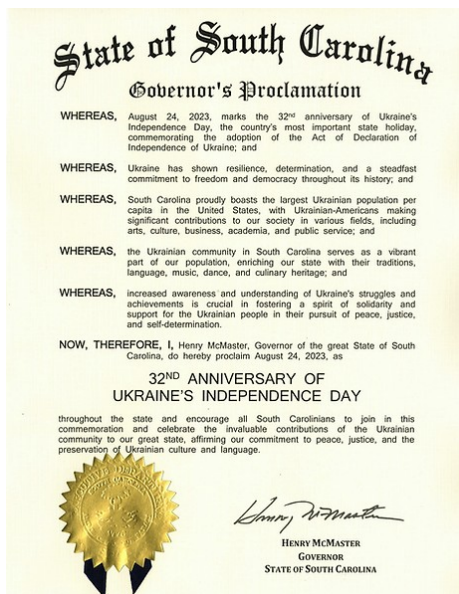 State of South Carolina
Governor's Proclamation
WHEREAS, August 24, 2023, marks the 32nd anniversary of Ukraine's
Independence Day, the country's most important state holiday,
commemorating the adoption of the Act of Declaration of
Independence of Ukraine; and
WHEREAS, Ukraine has shown resilience, determination, and a steadfast
commitment to freedom and democracy throughout its history; and
WHEREAS, South Carolina proudly boasts the largest Ukrainian population per
capita in the United States, with Ukrainian-Americans making
significant contributions to our society in various fields, including
arts, culture, business, academia, and public service; and
WHEREAS, the Ukrainian community in South Carolina serves as a vibrant
part of our population, enriching our state with their traditions,
language, music, dance, and culinary heritage; and
WHEREAS, increased awareness and understanding of Ukraine's struggles and
achievements is crucial in fostering a spirit of solidarity and
support for the Ukrainian people in their pursuit of peace, justice,
and self-determination.
NOW, THEREFORE, I, Henry McMaster, Governor of the great State of South
Carolina, do hereby proclaim August 24, 2023, as
32ND ANNIVERSARY OF
UKRAINE'S INDEPENDENCE DAY
throughout the state and encourage all South Carolinians to join in this
commemoration and celebrate the invaluable contributions of the Ukrainian
community to our great state, affirming our commitment to peace, justice, and the
preservation of Ukrainian culture and language.
Henry McMaster
HENRY MCMASTER
GOVERNOR
STATE OF SOUTH CAROLINA